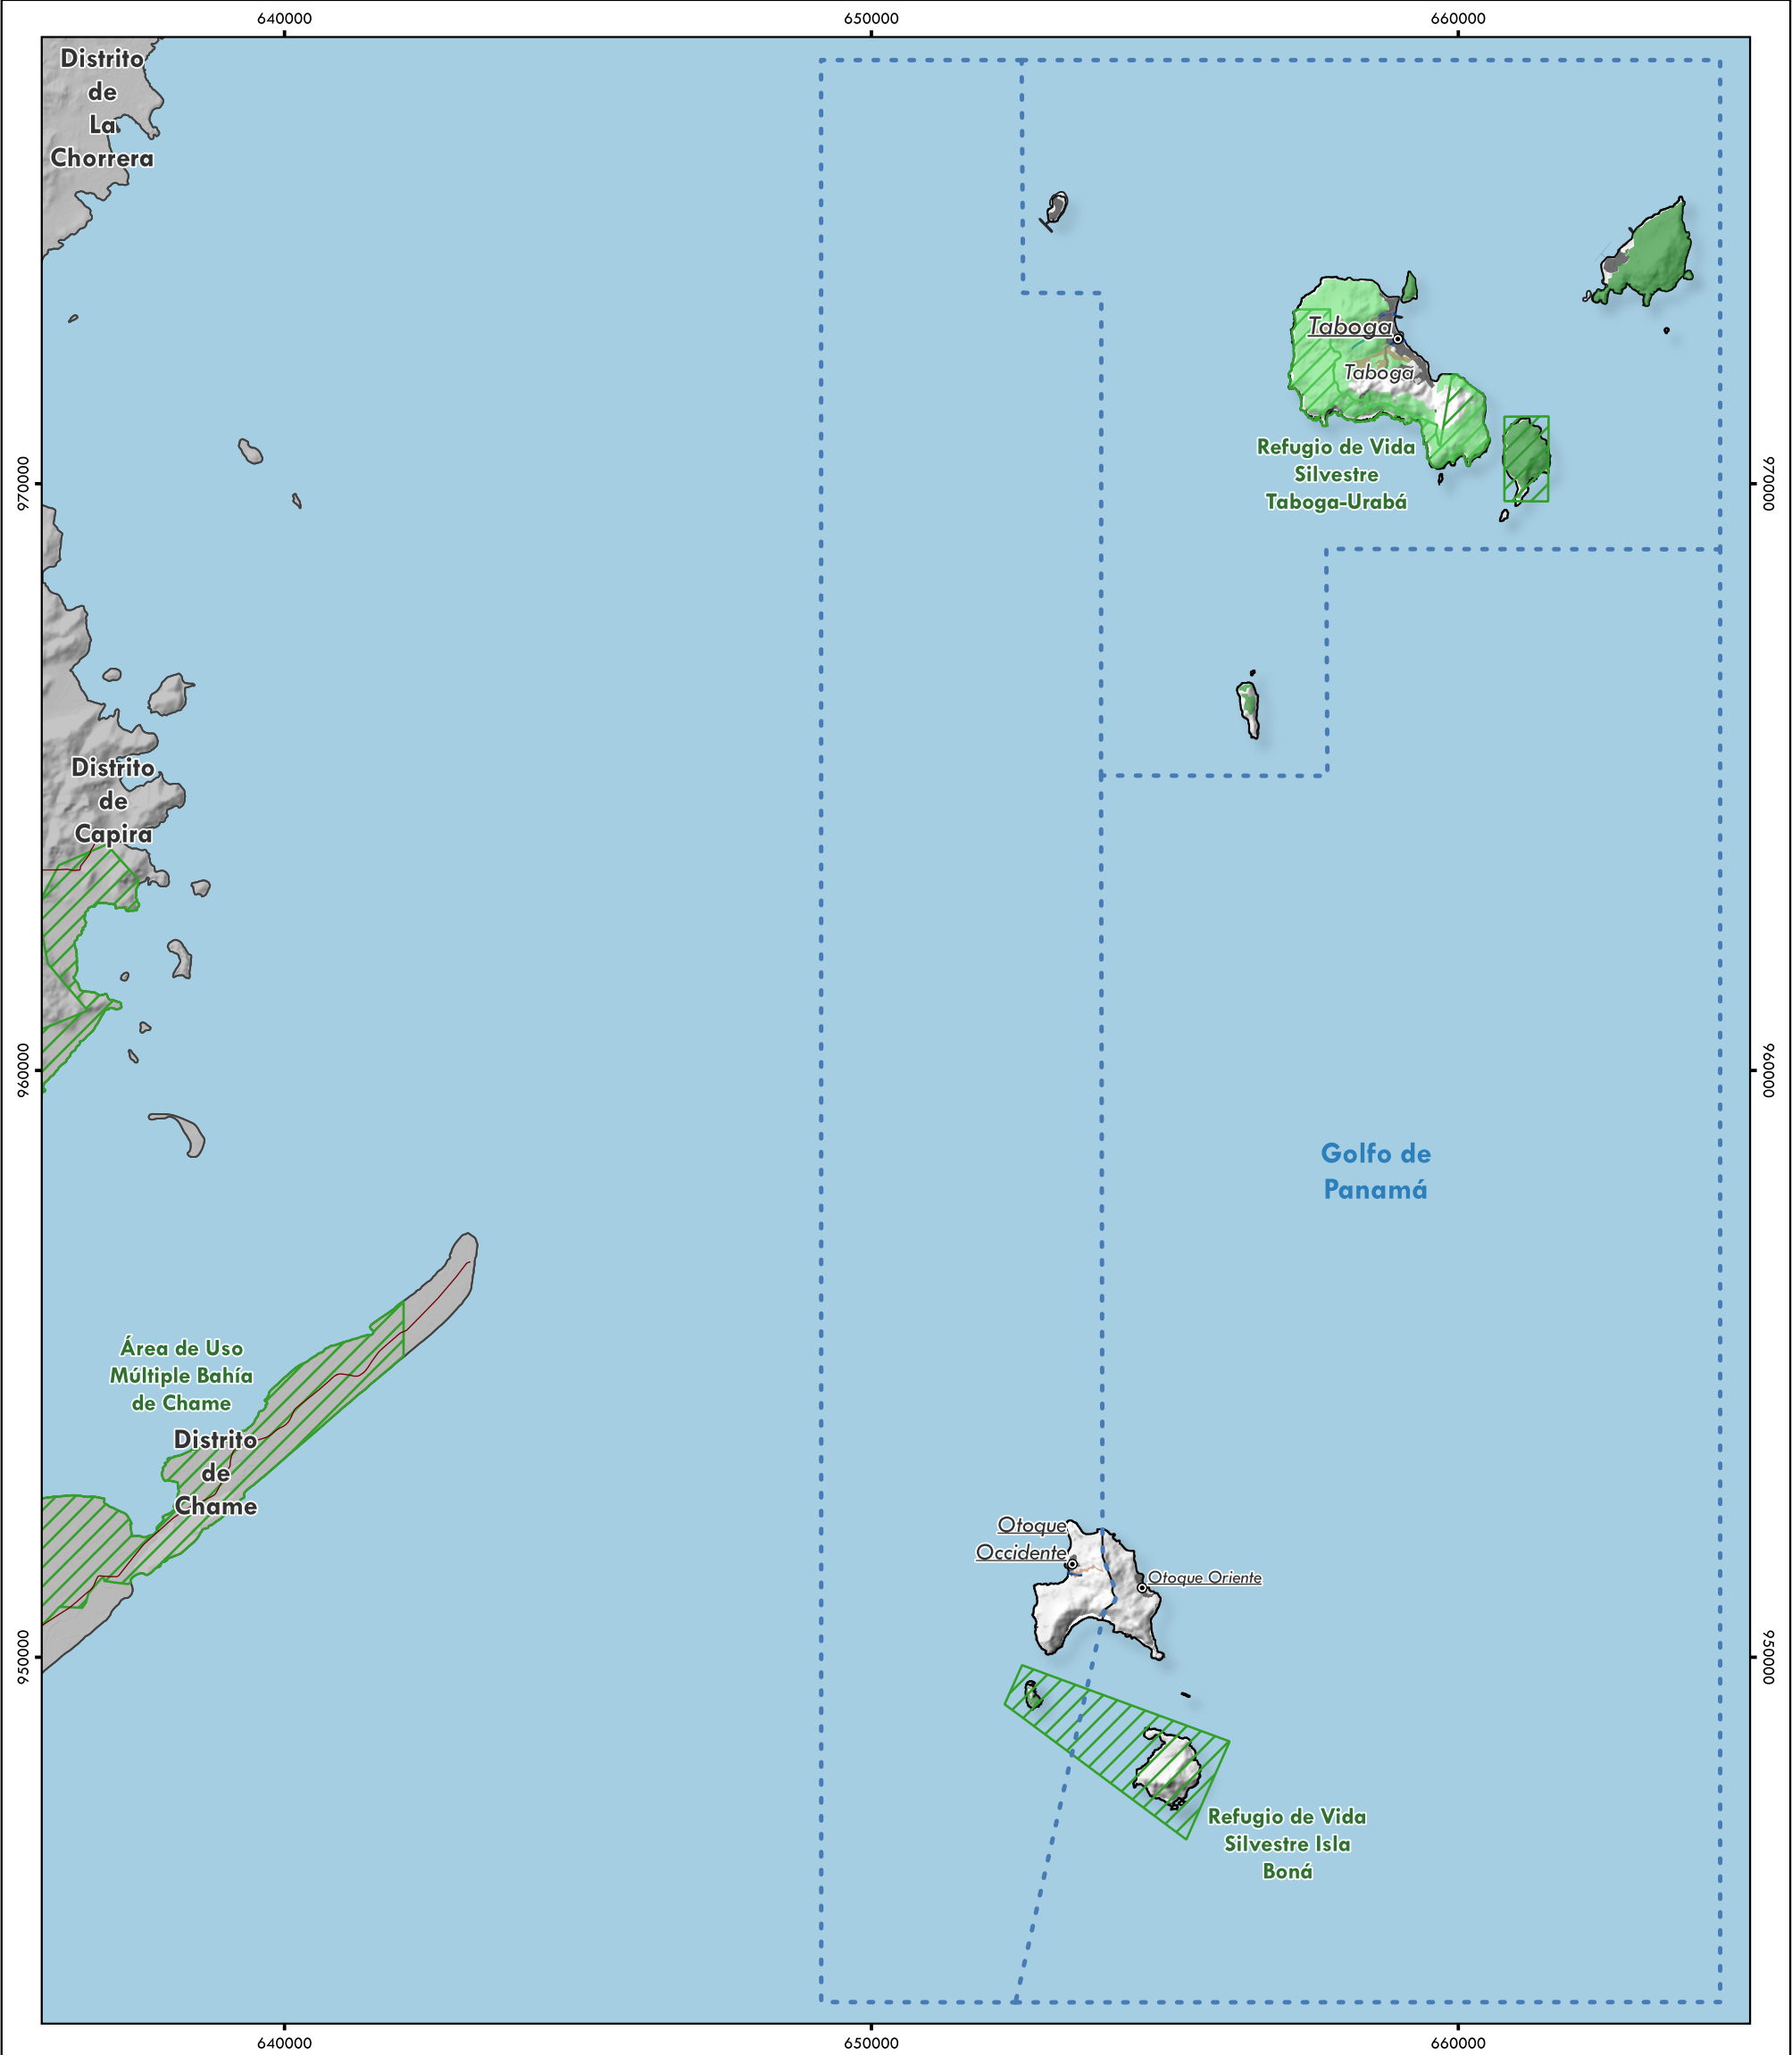 640000
650000
660000
Distrito
de
La
Chorrera
Taboga
Taboga
Refugio de Vida
Silvestre
Taboga-Urabá
970000
970000
Distrito
de
Capira
960000
960000
Golfo de
Panamá
Área de Uso
Múltiple Bahía
de Chame
Distrito
de
Chame
Otoque
Occidente
Otoque Oriente
950000
950000
Refugio de Vida
Silvestre Isla
Boná
640000
650000
660000